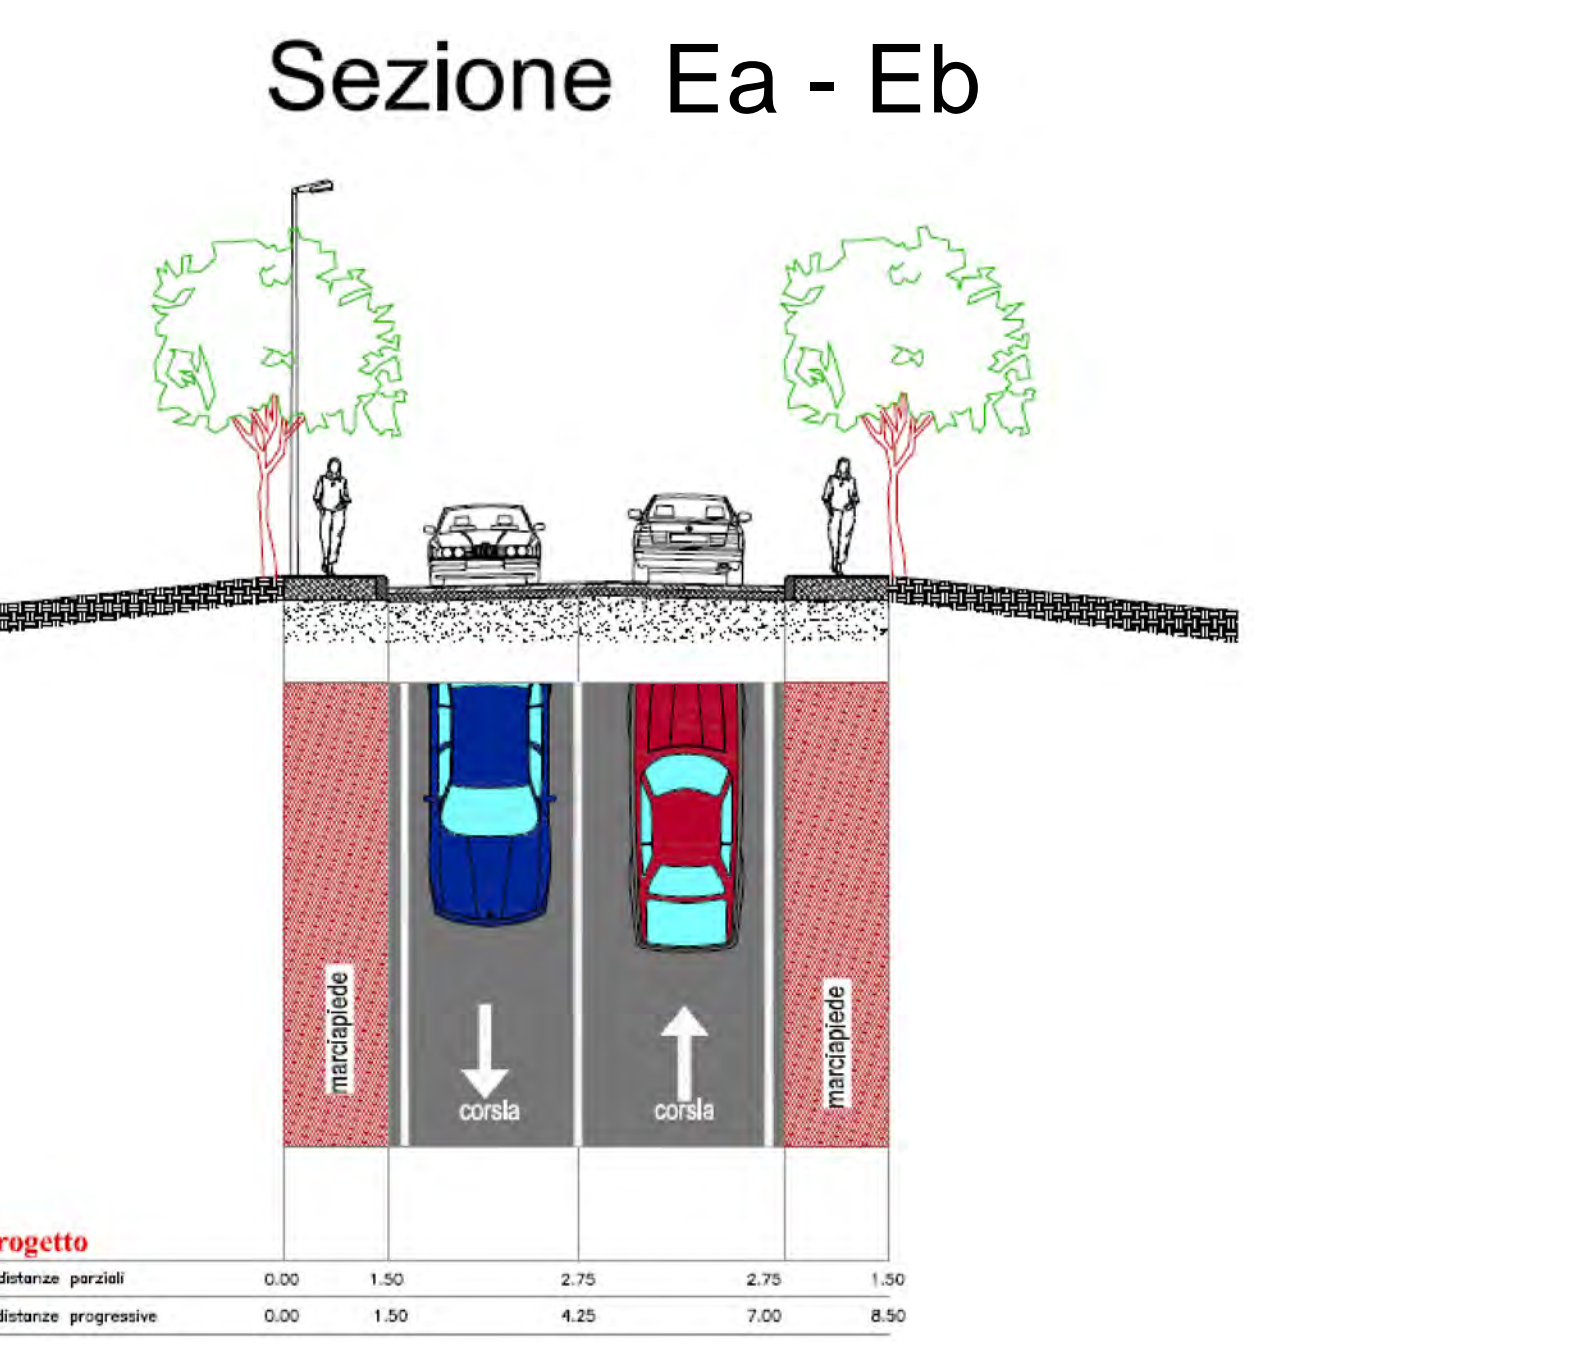 Sezione Ea - Eb
marciapiede
marciapiede
corsia
corsia
rogetto
distanze parziali 0.00 1.50 2.75 2.75 1.50
distanze progressive 0.00 1.50 4.25 7.00 8.50